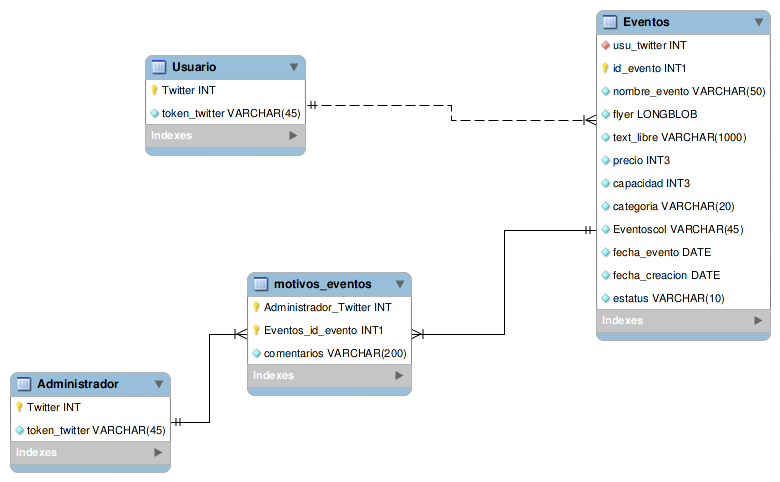 Eventos
usu_twitter INT
id_evento INT1
nombre_evento VARCHAR(50)
flyer LONGBLOB
text_libre VARCHAR(1000)
precio INT3
capacidad INT3
categoria VARCHAR(20)
Eventoscol VARCHAR(45)
fecha_evento DATE
fecha_creacion DATE
estatus VARCHAR(10)
Indexes
Usuario
Twitter INT
token_twitter VARCHAR(45)
Indexes
motivos_eventos
Administrador_Twitter INT
Eventos_id_evento INT1
comentarios VARCHAR(200)
Indexes
Administrador
Twitter INT
token_twitter VARCHAR(45)
Indexes